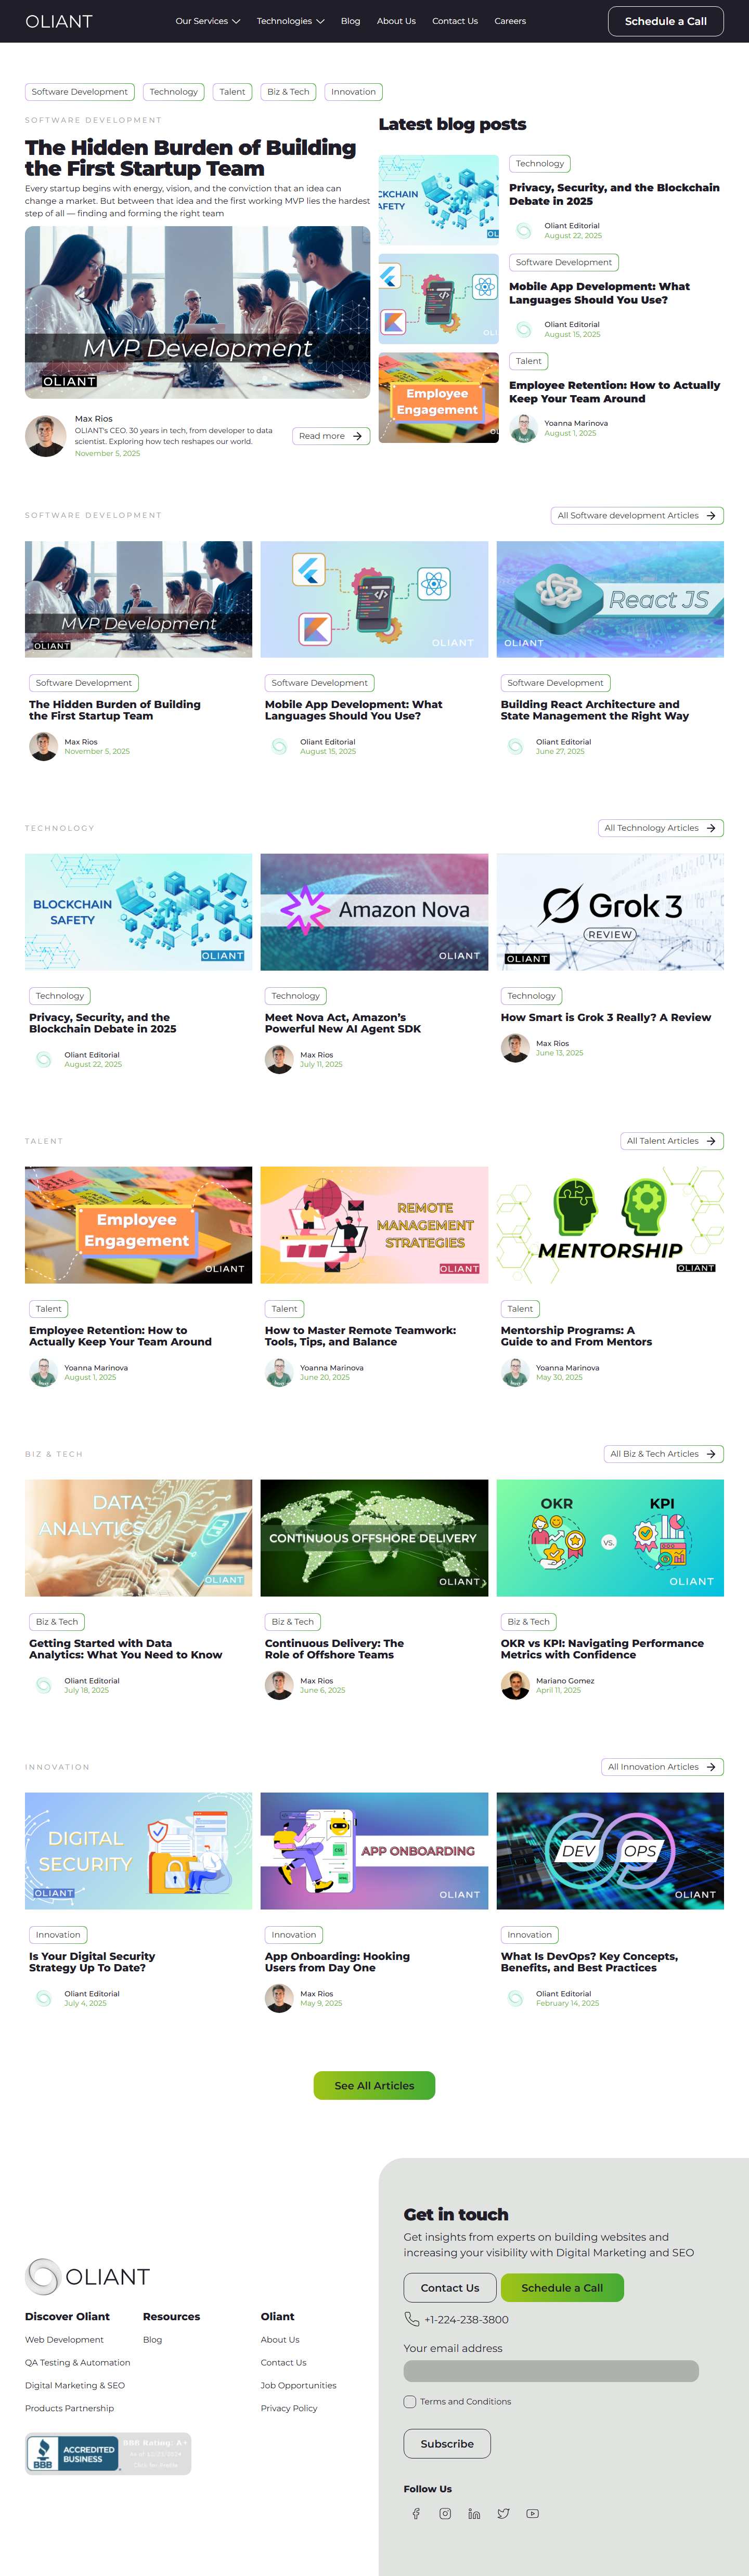 OLIANT
Our Services
Technologies
Blog
About Us
Contact Us
Careers
Schedule a Call
Software Development
Technology
Talent
Biz & Tech
Innovation
SOFTWARE DEVELOPMENT
The Hidden Burden of Building
the First Startup Team
Every startup begins with energy, vision, and the conviction that an idea can
change a market. But between that idea and the first working MVP lies the hardest
step of all — finding and forming the right team
MVP Development
OLIANT
Max Rios
OLIANT's CEO. 30 years in tech, from developer to data
scientist. Exploring how tech reshapes our world.
November 5, 2025
Read more
Latest blog posts
CKCHAIN
AFETY
OL
Technology
Privacy, Security, and the Blockchain
Debate in 2025
Oliant Editorial
August 22, 2025
OLI
Software Development
Mobile App Development: What
Languages Should You Use?
Oliant Editorial
August 15, 2025
Employee
Engagement
OL
Talent
Employee Retention: How to Actually
Keep Your Team Around
Yoanna Marinova
August 1, 2025
SOFTWARE DEVELOPMENT
All Software development Articles
MVP Development
OLIANT
Software Development
The Hidden Burden of Building
the First Startup Team
Max Rios
November 5, 2025
OLIANT
Software Development
Mobile App Development: What
Languages Should You Use?
Oliant Editorial
August 15, 2025
React JS
OLIANT
Software Development
Building React Architecture and
State Management the Right Way
Oliant Editorial
June 27, 2025
TECHNOLOGY
All Technology Articles
BLOCKCHAIN
SAFETY
OLIANT
Technology
Privacy, Security, and the
Blockchain Debate in 2025
Oliant Editorial
August 22, 2025
Amazon Nova
OLIANT
Technology
Meet Nova Act, Amazon's
Powerful New AI Agent SDK
Max Rios
July 11, 2025
Grok 3
REVIEW
OLIANT
Technology
How Smart is Grok 3 Really? A Review
Max Rios
June 13, 2025
TALENT
All Talent Articles
Employee
Engagement
OLIANT
Talent
Employee Retention: How to
Actually Keep Your Team Around
Yoanna Marinova
August 1, 2025
REMOTE
MANAGEMENT
STRATEGIES
OLIANT
Talent
How to Master Remote Teamwork:
Tools, Tips, and Balance
Yoanna Marinova
June 20, 2025
MENTORSHIP
OLIANT
Talent
Mentorship Programs: A
Guide to and From Mentors
Yoanna Marinova
May 30, 2025
BIZ & TECH
All Biz & Tech Articles
DATA
ANALYTICS
OLIANT
Biz & Tech
Getting Started with Data
Analytics: What You Need to Know
Oliant Editorial
July 18, 2025
CONTINUOUS OFFSHORE DELIVERY
OLIANT
Biz & Tech
Continuous Delivery: The
Role of Offshore Teams
Max Rios
June 6, 2025
OKR
VS.
KPI
OLIANT
Biz & Tech
OKR vs KPI: Navigating Performance
Metrics with Confidence
Mariano Gomez
April 11, 2025
INNOVATION
All Innovation Articles
DIGITAL
SECURITY
OLIANT
Innovation
Is Your Digital Security
Strategy Up To Date?
Oliant Editorial
July 4, 2025
APP ONBOARDING
OLIANT
Innovation
App Onboarding: Hooking
Users from Day One
Max Rios
May 9, 2025
DEV
OPS
OLIANT
Innovation
What Is DevOps? Key Concepts,
Benefits, and Best Practices
Oliant Editorial
February 14, 2025
See All Articles
OLIANT
Discover Oliant
Web Development
QA Testing & Automation
Digital Marketing & SEO
Products Partnership
Resources
Blog
Oliant
About Us
Contact Us
Job Opportunities
Privacy Policy
BBB
ACCREDITED
BUSINESS
BBB Rating: A+
Get in touch
Get insights from experts on building websites and
increasing your visibility with Digital Marketing and SEO
Contact Us
Schedule a Call
+1-224-238-3800
Your email address
Terms and Conditions
Subscribe
Follow Us